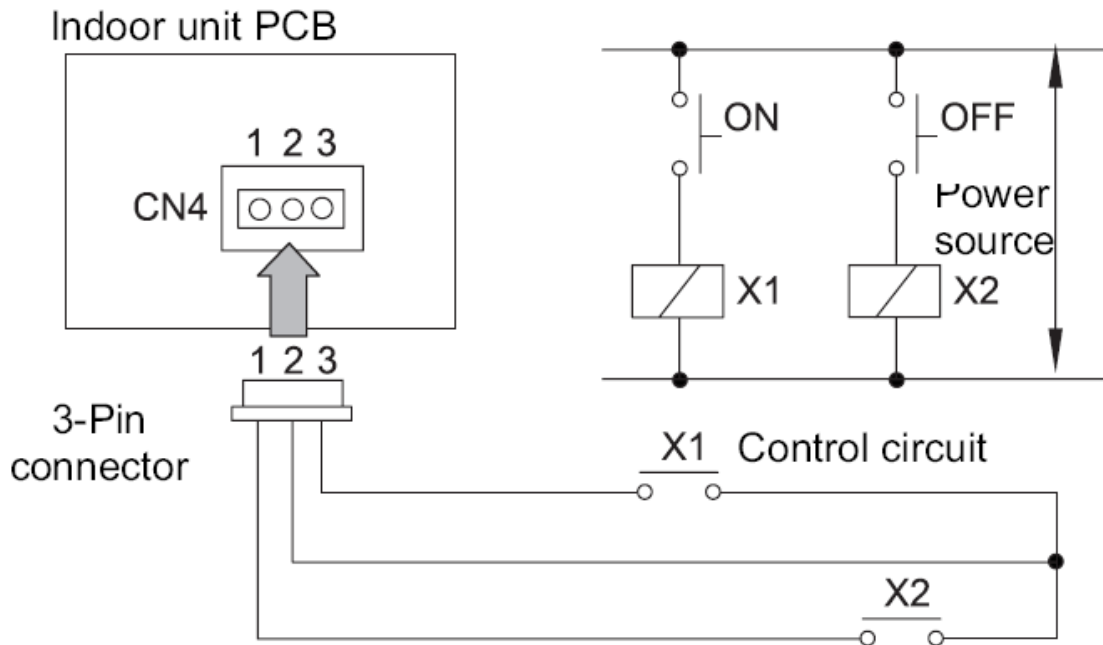 Indoor unit PCB
1 2 3
CN4
1 2 3
3-Pin
connector
ON
OFF
Power
source
X1
X2
X1
Control circuit
X2